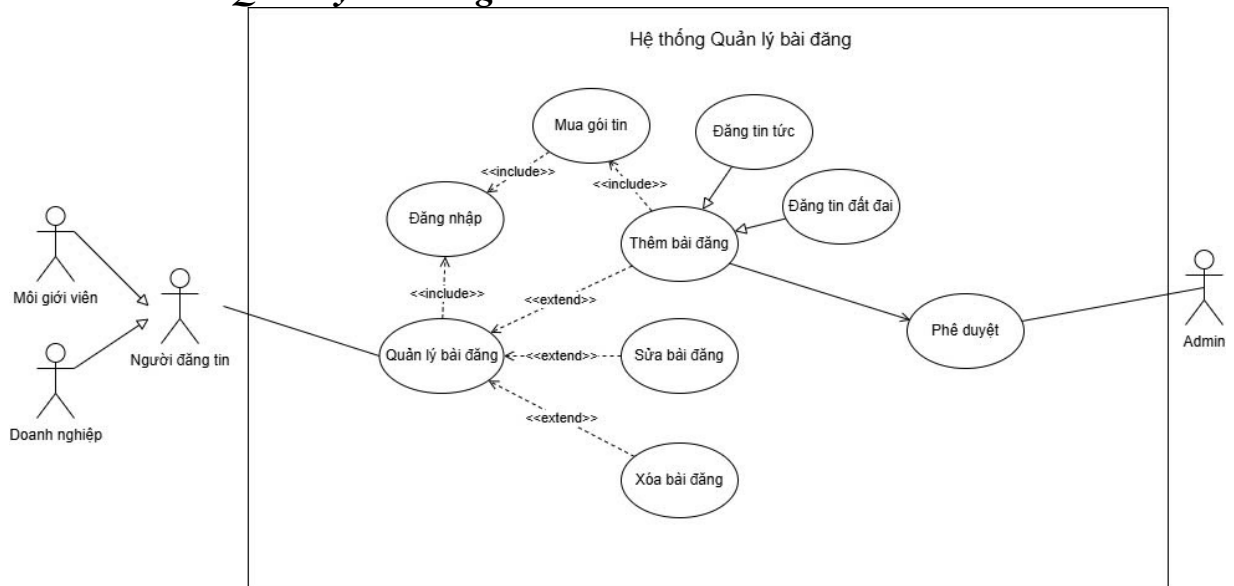 Hệ thống Quản lý bài đăng
Mua gói tin
Đăng tin tức
<<include>>
<<include>>
Đăng nhập
Đăng tin đất đai
Thêm bài đăng
Môi giới viên
<<include>>
<<extend>>
Phê duyệt
Admin
Người đăng tin
Quản lý bài đăng
<<extend>>
Sửa bài đăng
<<extend>>
Doanh nghiệp
Xóa bài đăng